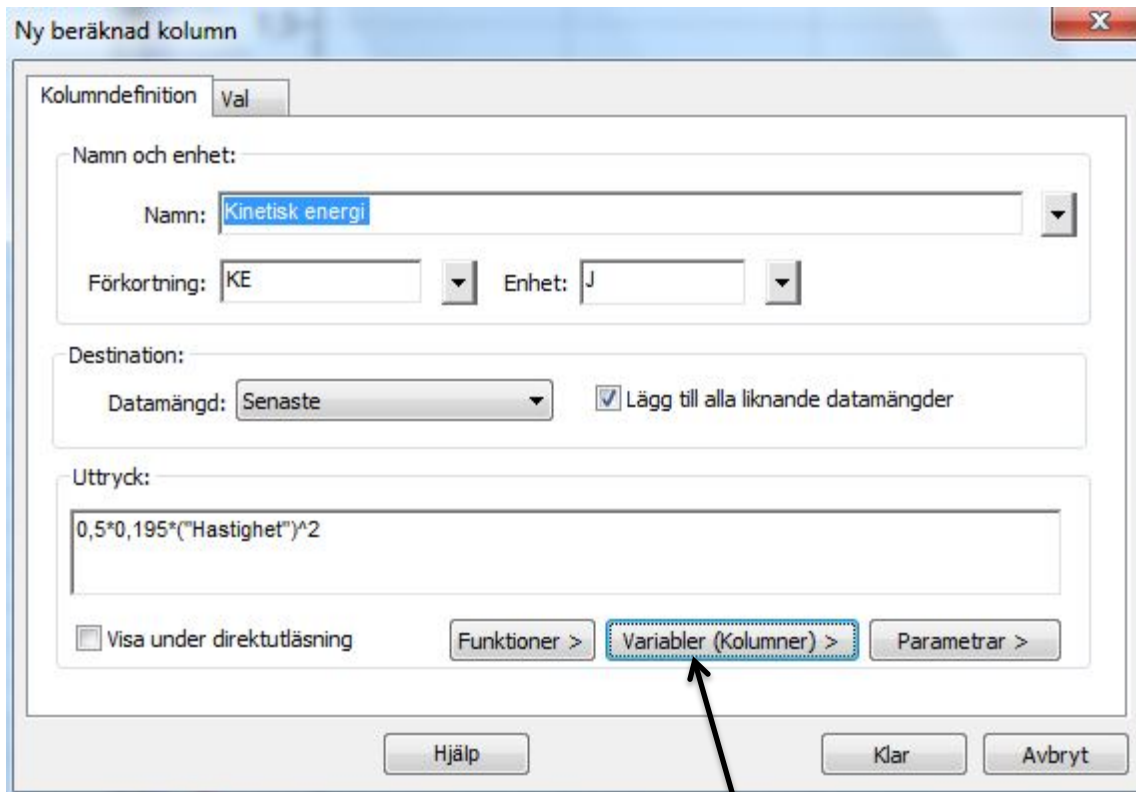 Ny beräknad kolumn
Kolumndefinition Val
Namn och enhet:
Namn: Kinetisk energi
Förkortning: KE Enhet: J
Destination:
Datamängd: Senaste Lägg till alla liknande datamängder
Uttryck:
0,5*0,195*("Hastighet")^2
Visa under direktutläsning Funktioner > Variabler (Kolumner) > Parametrar >
Hjälp Klar Avbryt